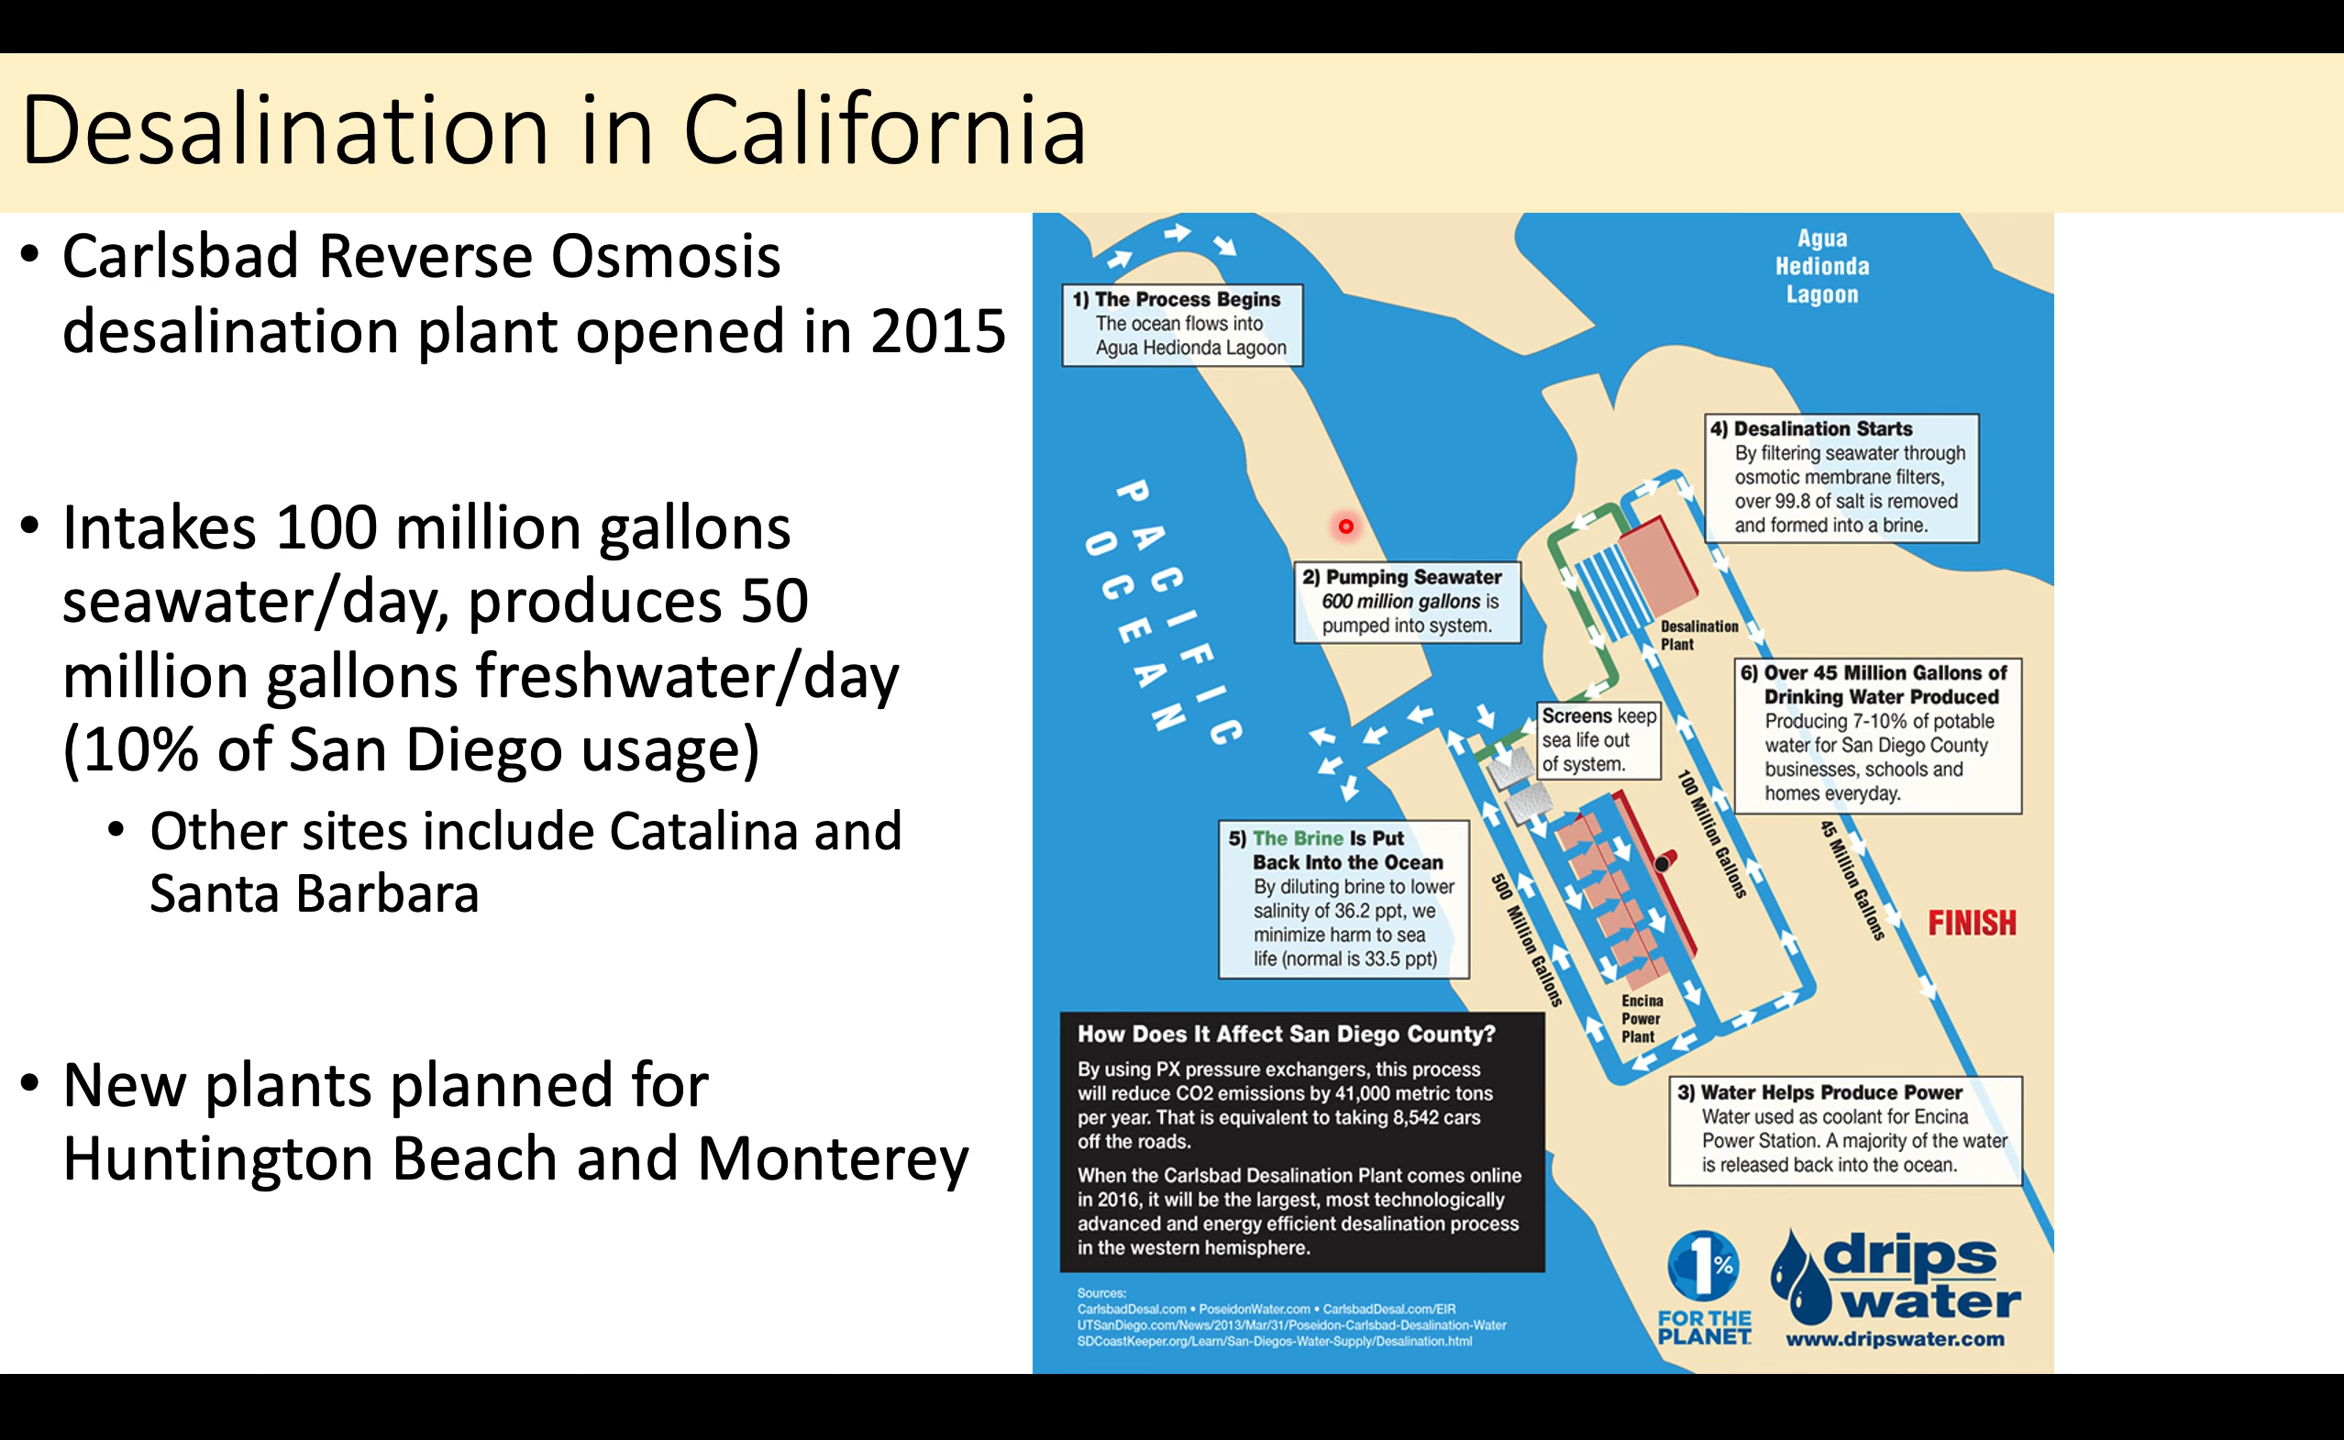 Desalination in California
• Carlsbad Reverse Osmosis
desalination plant opened in 2015
• Intakes 100 million gallons
seawater/day, produces 50
million gallons freshwater/day
(10% of San Diego usage)
• Other sites include Catalina and
Santa Barbara
• New plants planned for
Huntington Beach and Monterey
Agua
Hedionda
Lagoon
1) The Process Begins
The ocean flows into
Agua Hedionda Lagoon
PACIFIC
OCEAN
2) Pumping Seawater
600 million gallons is
pumped into system.
4) Desalination Starts
By filtering seawater through
osmotic membrane filters,
over 99.8 of salt is removed
and formed into a brine.
Desalination
Plant
Screens keep
sea life out
of system.
6) Over 45 Million Gallons of
Drinking Water Produced
Producing 7-10% of potable
water for San Diego County
businesses, schools and
homes everyday.
5) The Brine Is Put
Back Into the Ocean
By diluting brine to lower
salinity of 36.2 ppt, we
minimize harm to sea
life (normal is 33.5 ppt)
500 Million Gallons
100 Million Gallons
45 Million Gallons
FINISH
Encina
Power
Plant
How Does It Affect San Diego County?
By using PX pressure exchangers, this process
will reduce CO2 emissions by 41,000 metric tons
per year. That is equivalent to taking 8,542 cars
off the roads.
When the Carlsbad Desalination Plant comes online
in 2016, it will be the largest, most technologically
advanced and energy efficient desalination process
in the western hemisphere.
3) Water Helps Produce Power
Water used as coolant for Encina
Power Station. A majority of the water
is released back into the ocean.
Sources:
CarlsbadDesal.com • PoseidonWater.com • CarlsbadDesal.com/EIR
UTSanDiego.com/News/2013/Mar/31/Poseidon-Carlsbad-Desalination-Water
SDCoastKeeper.org/Learn/San-Diegos-Water-Supply/Desalination.html
1%
FOR THE
PLANET
drips
water
www.dripswater.com